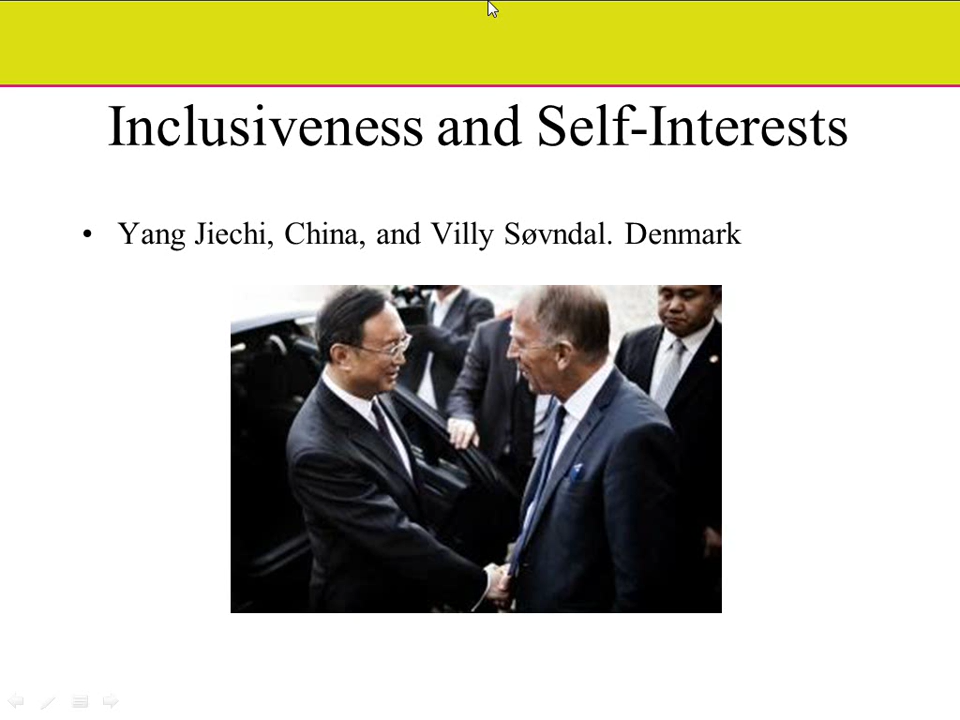 Inclusiveness and Self-Interests
• Yang Jiechi, China, and Villy Søvndal. Denmark